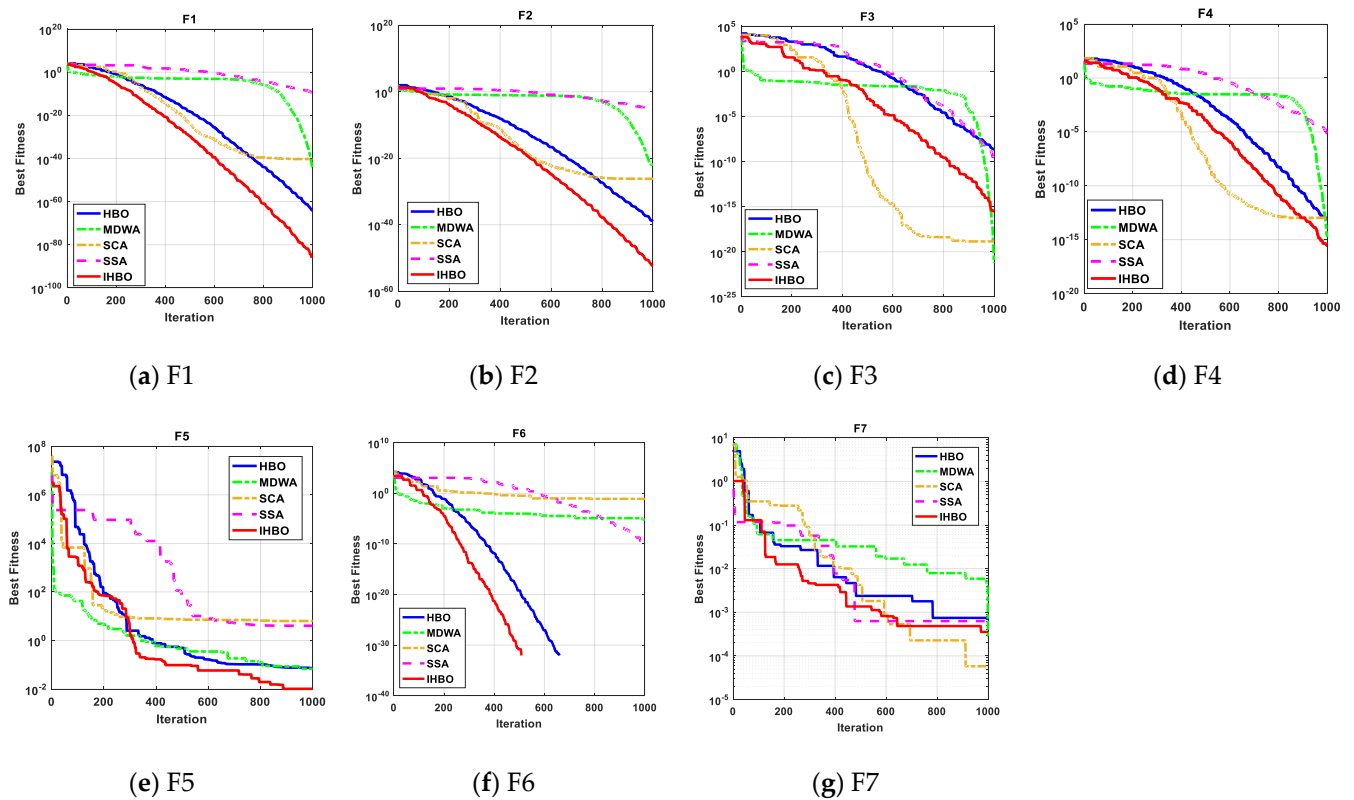 F1
10^20
10^0
10^-20
10^-40
10^-60
10^-80
10^-100
Best Fitness
HBO
MDWA
SCA
SSA
IHBO
0 200 400 600 800 1000
Iteration
(a) F1
F2
10^20
10^0
10^-20
10^-40
10^-60
Best Fitness
HBO
MDWA
SCA
SSA
IHBO
0 200 400 600 800 1000
Iteration
(b) F2
F3
10^5
10^0
10^-5
10^-10
10^-15
10^-20
10^-25
Best Fitness
HBO
MDWA
SCA
SSA
IHBO
0 200 400 600 800 1000
Iteration
(c) F3
F4
10^5
10^0
10^-5
10^-10
10^-15
10^-20
Best Fitness
HBO
MDWA
SCA
SSA
IHBO
0 200 400 600 800 1000
Iteration
(d) F4
F5
10^8
10^6
10^4
10^2
10^0
10^-2
Best Fitness
HBO
MDWA
SCA
SSA
IHBO
0 200 400 600 800 1000
Iteration
(e) F5
F6
10^10
10^0
10^-10
10^-20
10^-30
10^-40
Best Fitness
HBO
MDWA
SCA
SSA
IHBO
0 200 400 600 800 1000
Iteration
(f) F6
F7
10^1
10^0
10^-1
10^-2
10^-3
10^-4
10^-5
Best Fitness
HBO
MDWA
SCA
SSA
IHBO
0 200 400 600 800 1000
Iteration
(g) F7